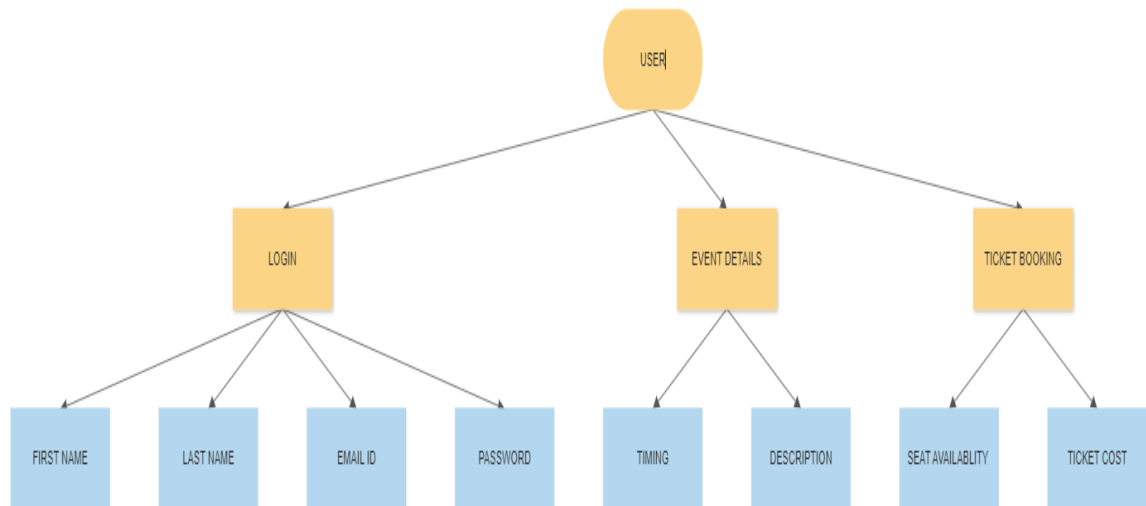 USER
LOGIN
EVENT DETAILS
TICKET BOOKING
FIRST NAME
LAST NAME
EMAIL ID
PASSWORD
TIMING
DESCRIPTION
SEAT AVAILABLITY
TICKET COST